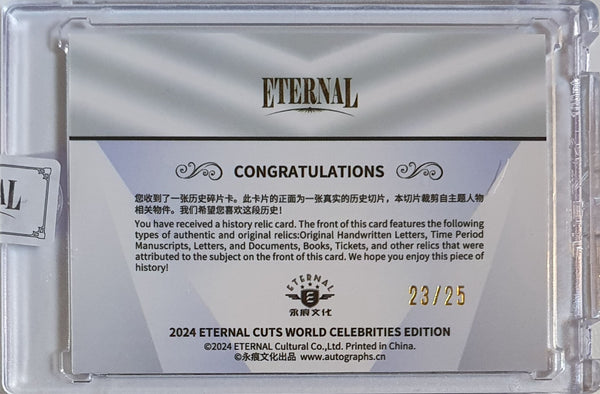 ETERNAL
AL
CONGRATULATIONS
您收到了一张历史碎片卡。此卡片的正面为一张真实的历史切片，本切片裁剪自主题人物
相关物件。我们希望您喜欢这段历史！
You have received a history relic card. The front of this card features the following
types of authentic and original relics:Original Handwritten Letters, Time Period
Manuscripts, Letters, and Documents, Books, Tickets, and other relics that were
attributed to the subject on the front of this card. We hope you enjoy this piece of
history!
ETERNAL
E
永痕文化
23/25
2024 ETERNAL CUTS WORLD CELEBRITIES EDITION
©2024 ETERNAL Cultural Co.,Ltd. Printed in China.
©永痕文化出品 www.autographs.cn